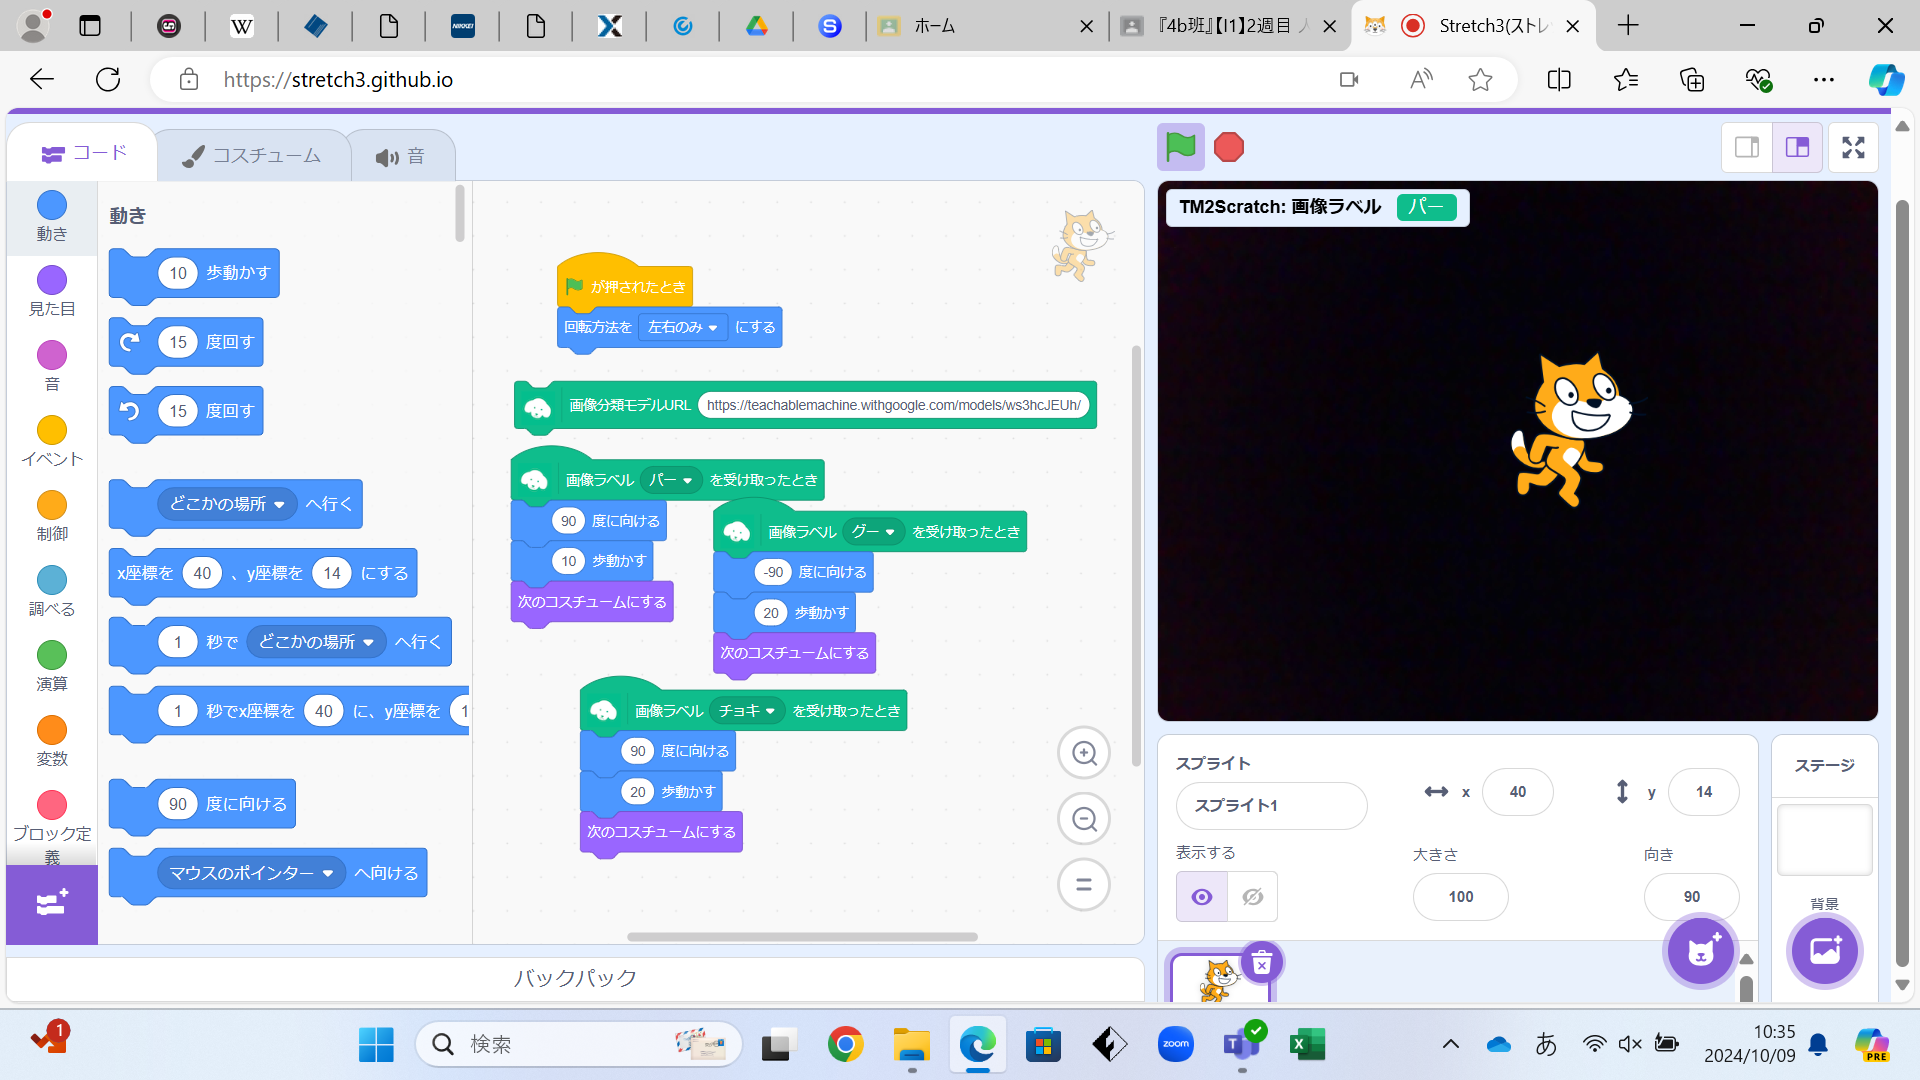 W
NIKKEI
X
S
ホーム
『4b班』【I1】2週目 人
Stretch3(ストレ
https://stretch3.github.io
コード
コスチューム
音
動き
見た目
音
イベント
制御
調べる
演算
変数
ブロック定義
動き
10 歩動かす
15 度回す
15 度回す
どこかの場所 へ行く
x座標を 40 、y座標を 14 にする
1 秒で どこかの場所 へ行く
1 秒でx座標を 40 に、y座標を 1
90 度に向ける
マウスのポインター へ向ける
が押されたとき
回転方法を 左右のみ にする
画像分類モデルURL https://teachablemachine.withgoogle.com/models/ws3hcJEUh/
画像ラベル パー を受け取ったとき
90 度に向ける
10 歩動かす
次のコスチュームにする
画像ラベル グー を受け取ったとき
-90 度に向ける
20 歩動かす
次のコスチュームにする
画像ラベル チョキ を受け取ったとき
90 度に向ける
20 歩動かす
次のコスチュームにする
バックパック
TM2Scratch: 画像ラベル パー
スプライト
スプライト1
x 40
y 14
表示する
大きさ
100
向き
90
ステージ
背景
1
検索
zoom
あ
10:35
2024/10/09
PRE